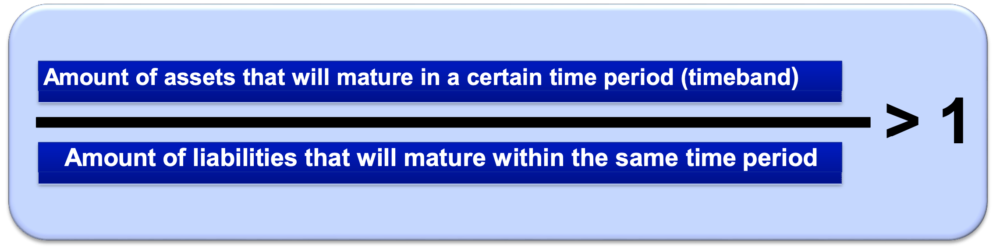 Amount of assets that will mature in a certain time period (timeband)
> 1
Amount of liabilities that will mature within the same time period